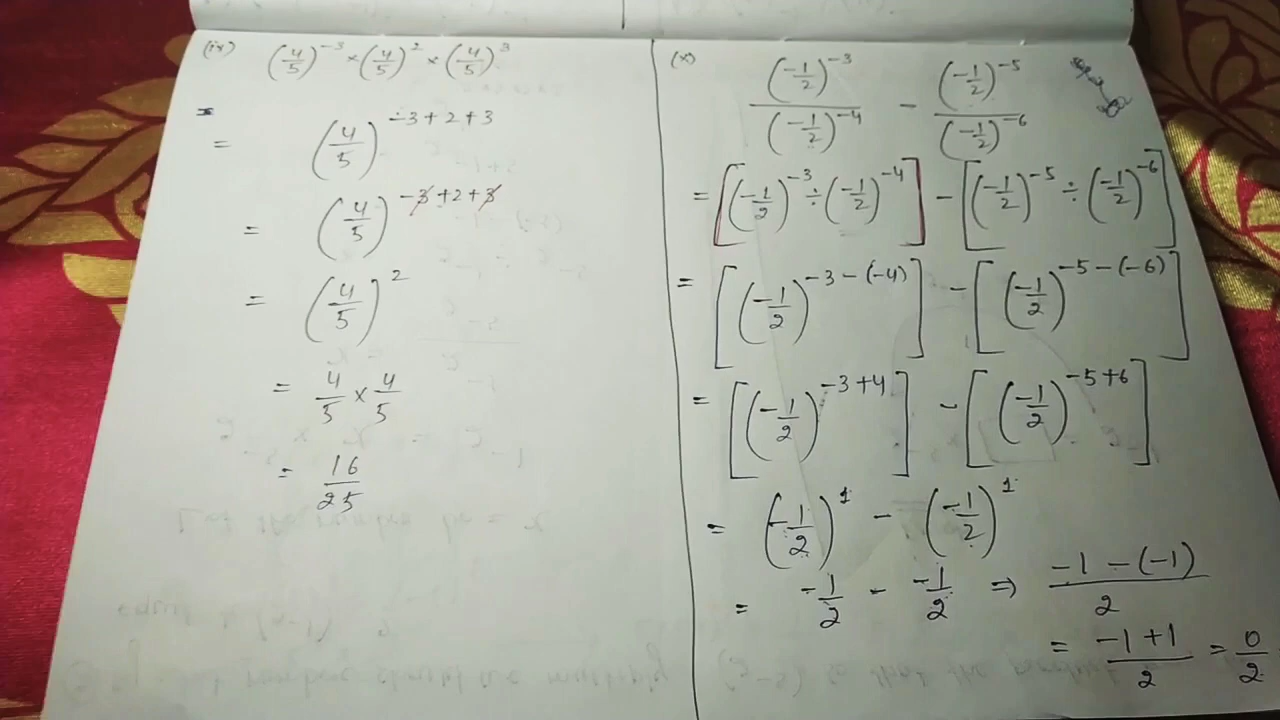 (ix) (4/5)^-3 × (4/5)^2 × (4/5)^3
= (4/5)^-3+2+3
= (4/5)^-3+2+3
= (4/5)^2
= 4/5 × 4/5
= 16/25
(x) (-1/2)^-3 / (-1/2)^-4 - (-1/2)^-5 / (-1/2)^-6
= [(-1/2)^-3 ÷ (-1/2)^-4] - [(-1/2)^-5 ÷ (-1/2)^-6]
= [(-1/2)^-3-(-4)] - [(-1/2)^-5-(-6)]
= [(-1/2)^-3+4] - [(-1/2)^-5+6]
= (-1/2)^1 - (-1/2)^1
= -1/2 - -1/2 ⇒ -1-(-1)/2
= -1+1/2 = 0/2